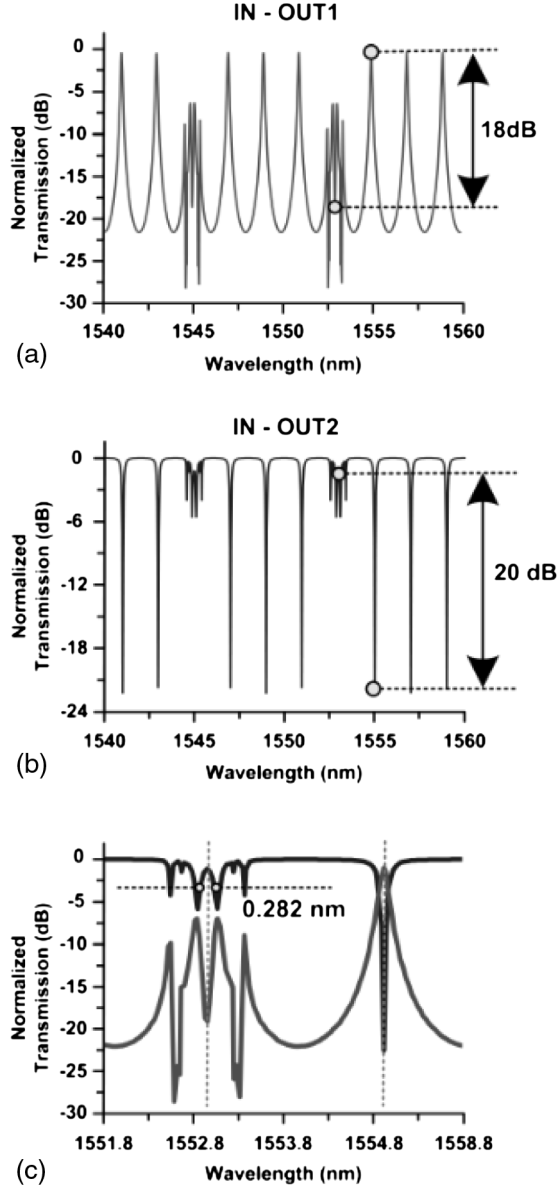 IN - OUT1
Normalized
Transmission (dB)
0
-5
-10
-15
-20
-25
-30
18dB
1540 1545 1550 1555 1560
Wavelength (nm)
(a)
IN - OUT2
Normalized
Transmission (dB)
0
-6
-12
-18
-24
20 dB
1540 1545 1550 1555 1560
Wavelength (nm)
(b)
Normalized
Transmission (dB)
0
-5
-10
-15
-20
-25
-30
0.282 nm
1551.8 1552.8 1553.8 1554.8 1558.8
Wavelength (nm)
(c)